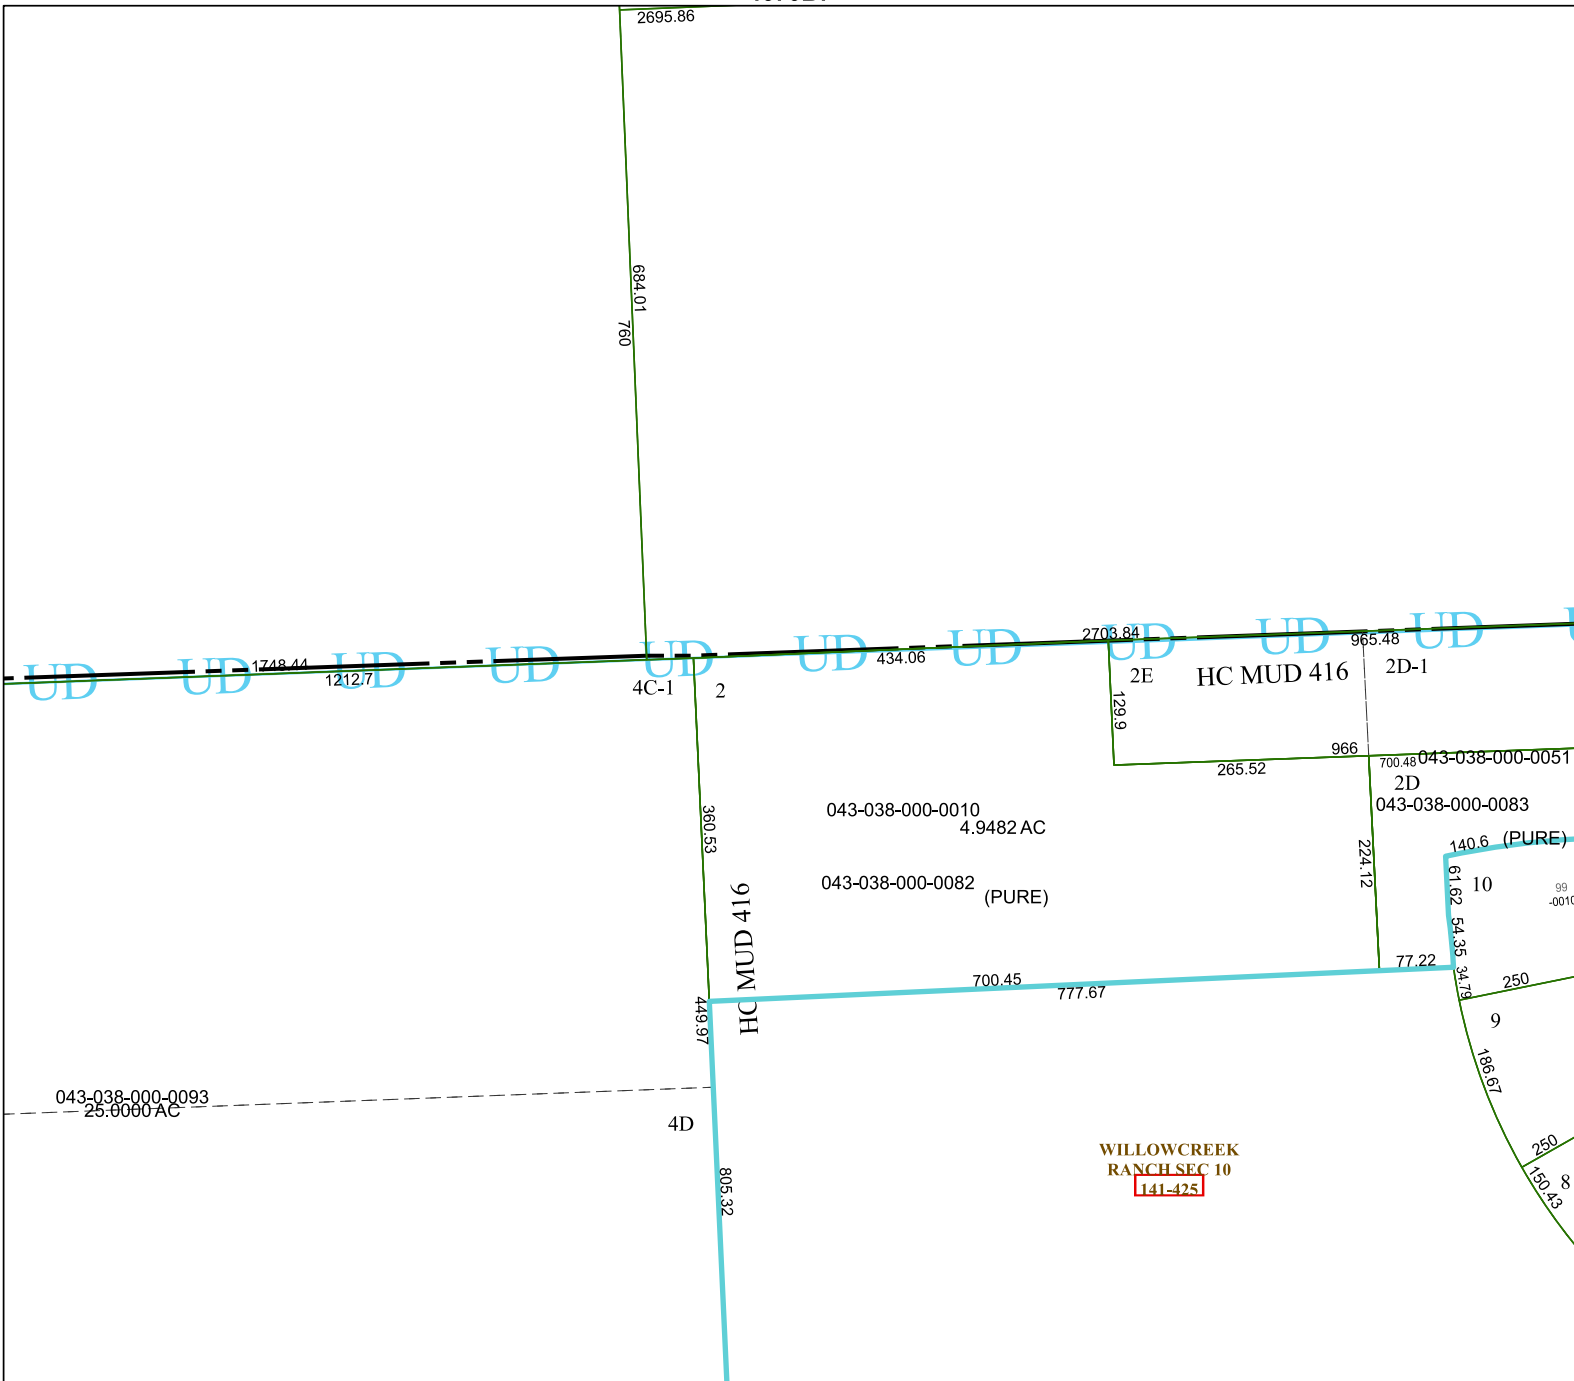 2695.86
684.01
760
UD UD UD UD UD UD UD UD UD UD
1748.44
1212.7
434.06
2703.84
965.48
4C-1
2
2E
HC MUD 416
2D-1
129.9
966
265.52
700.48
043-038-000-0051
2D
043-038-000-0083
360.53
043-038-000-0010
4.9482 AC
043-038-000-0082
(PURE)
224.12
140.6
(PURE)
61.62
10
99
-0010
54.35
HC MUD 416
700.45
777.67
77.22
34.79
250
449.97
9
186.67
043-038-000-0093
25.0000 AC
4D
805.32
WILLOWCREEK
RANCH SEC 10
141-425
250
150.43
8